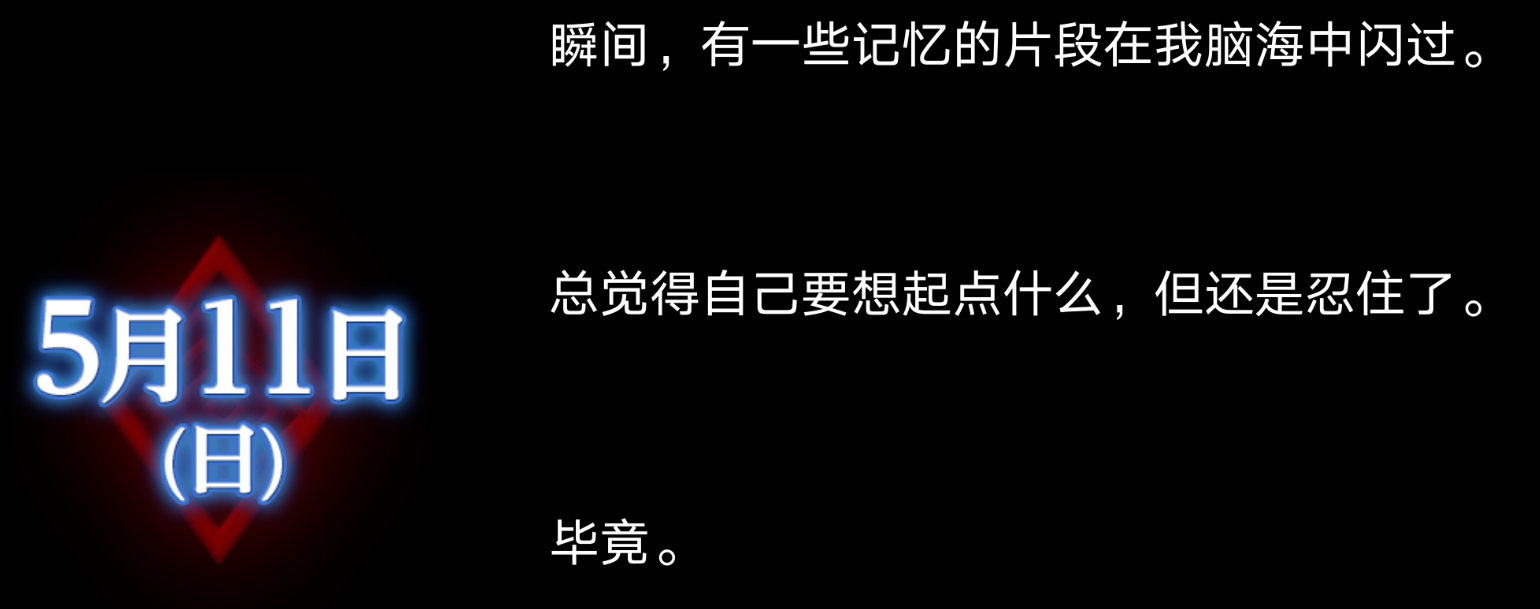 瞬间，有一些记忆的片段在我脑海中闪过。
总觉得自己要想起点什么，但还是忍住了。
5月11日
(日)
毕竟。